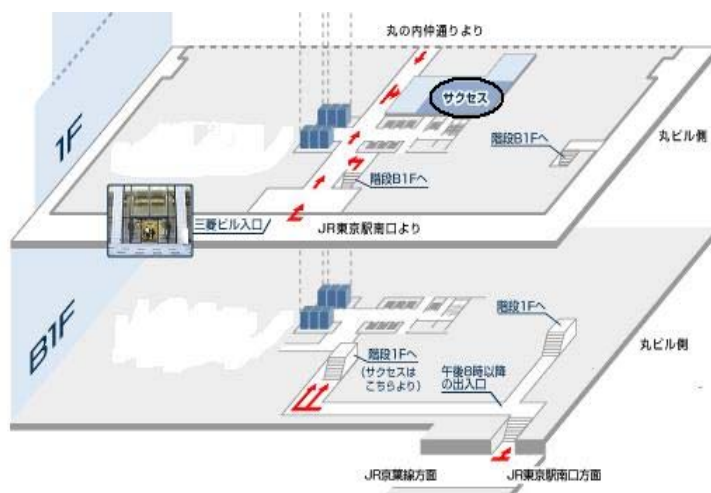 丸の内仲通りより
1F
サクセス
階段B1Fへ
丸ビル側
階段B1Fへ
三菱ビル入口
JR東京駅南口より
B1F
階段1Fへ
丸ビル側
階段1Fへ
(サクセスは
こちらより)
午後8時以降
の出入口
JR京葉線方面
JR東京駅南口方面